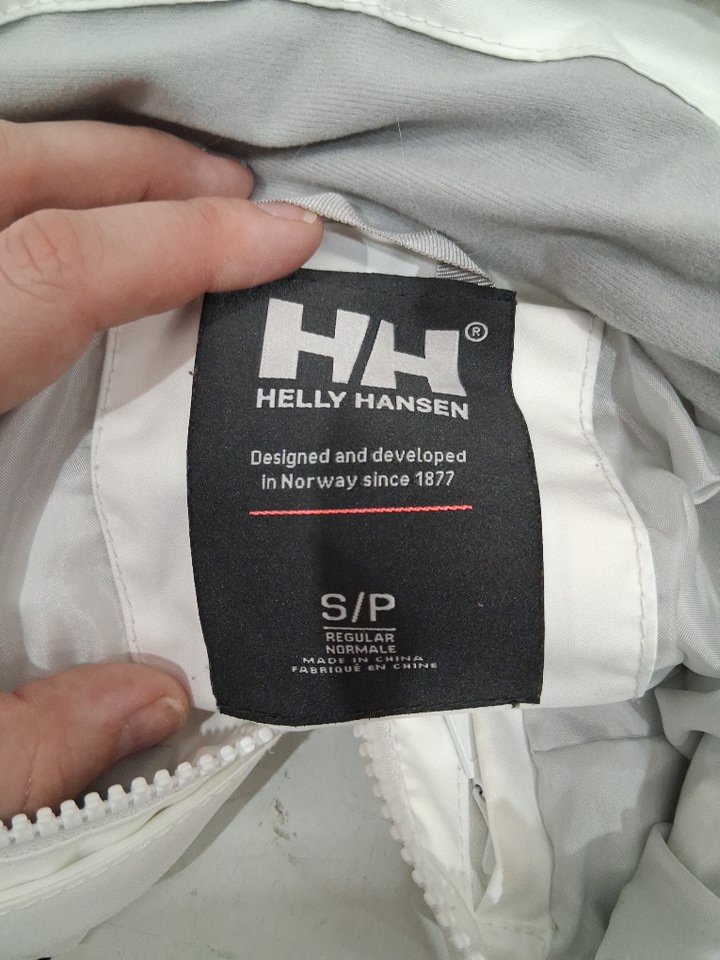 HH®
HELLY HANSEN
Designed and developed
in Norway since 1877
S/P
REGULAR
NORMALE
MADE IN CHINA
FABRIQUÉ EN CHINE